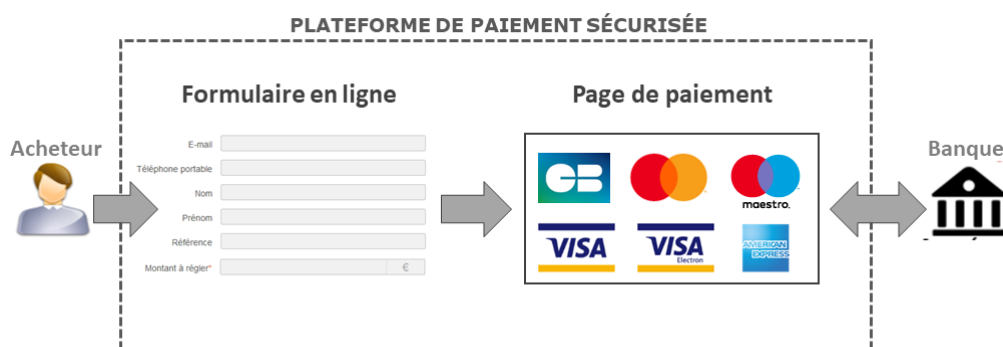 PLATEFORME DE PAIEMENT SÉCURISÉE
Formulaire en ligne
Page de paiement
Acheteur
Banque
E-mail
Téléphone portable
Nom
Prénom
Référence
Montant à régler*
€
CB
maestro.
VISA
VISA
Electron
AMERICAN
EXPRESS